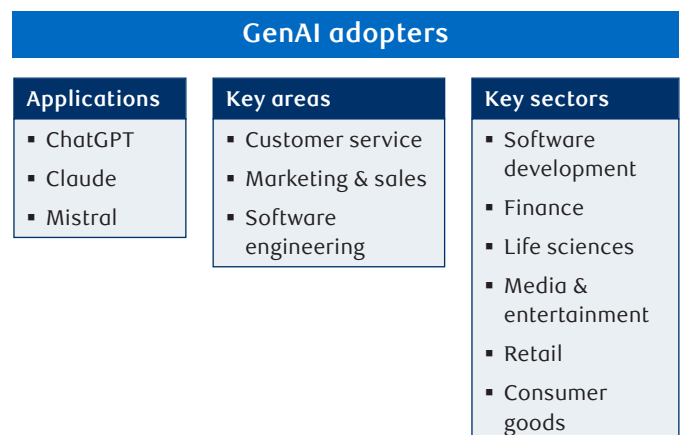 GenAI adopters
Applications
▪ ChatGPT
▪ Claude
▪ Mistral
Key areas
▪ Customer service
▪ Marketing & sales
▪ Software
engineering
Key sectors
▪ Software
development
▪ Finance
▪ Life sciences
▪ Media &
entertainment
▪ Retail
▪ Consumer
goods